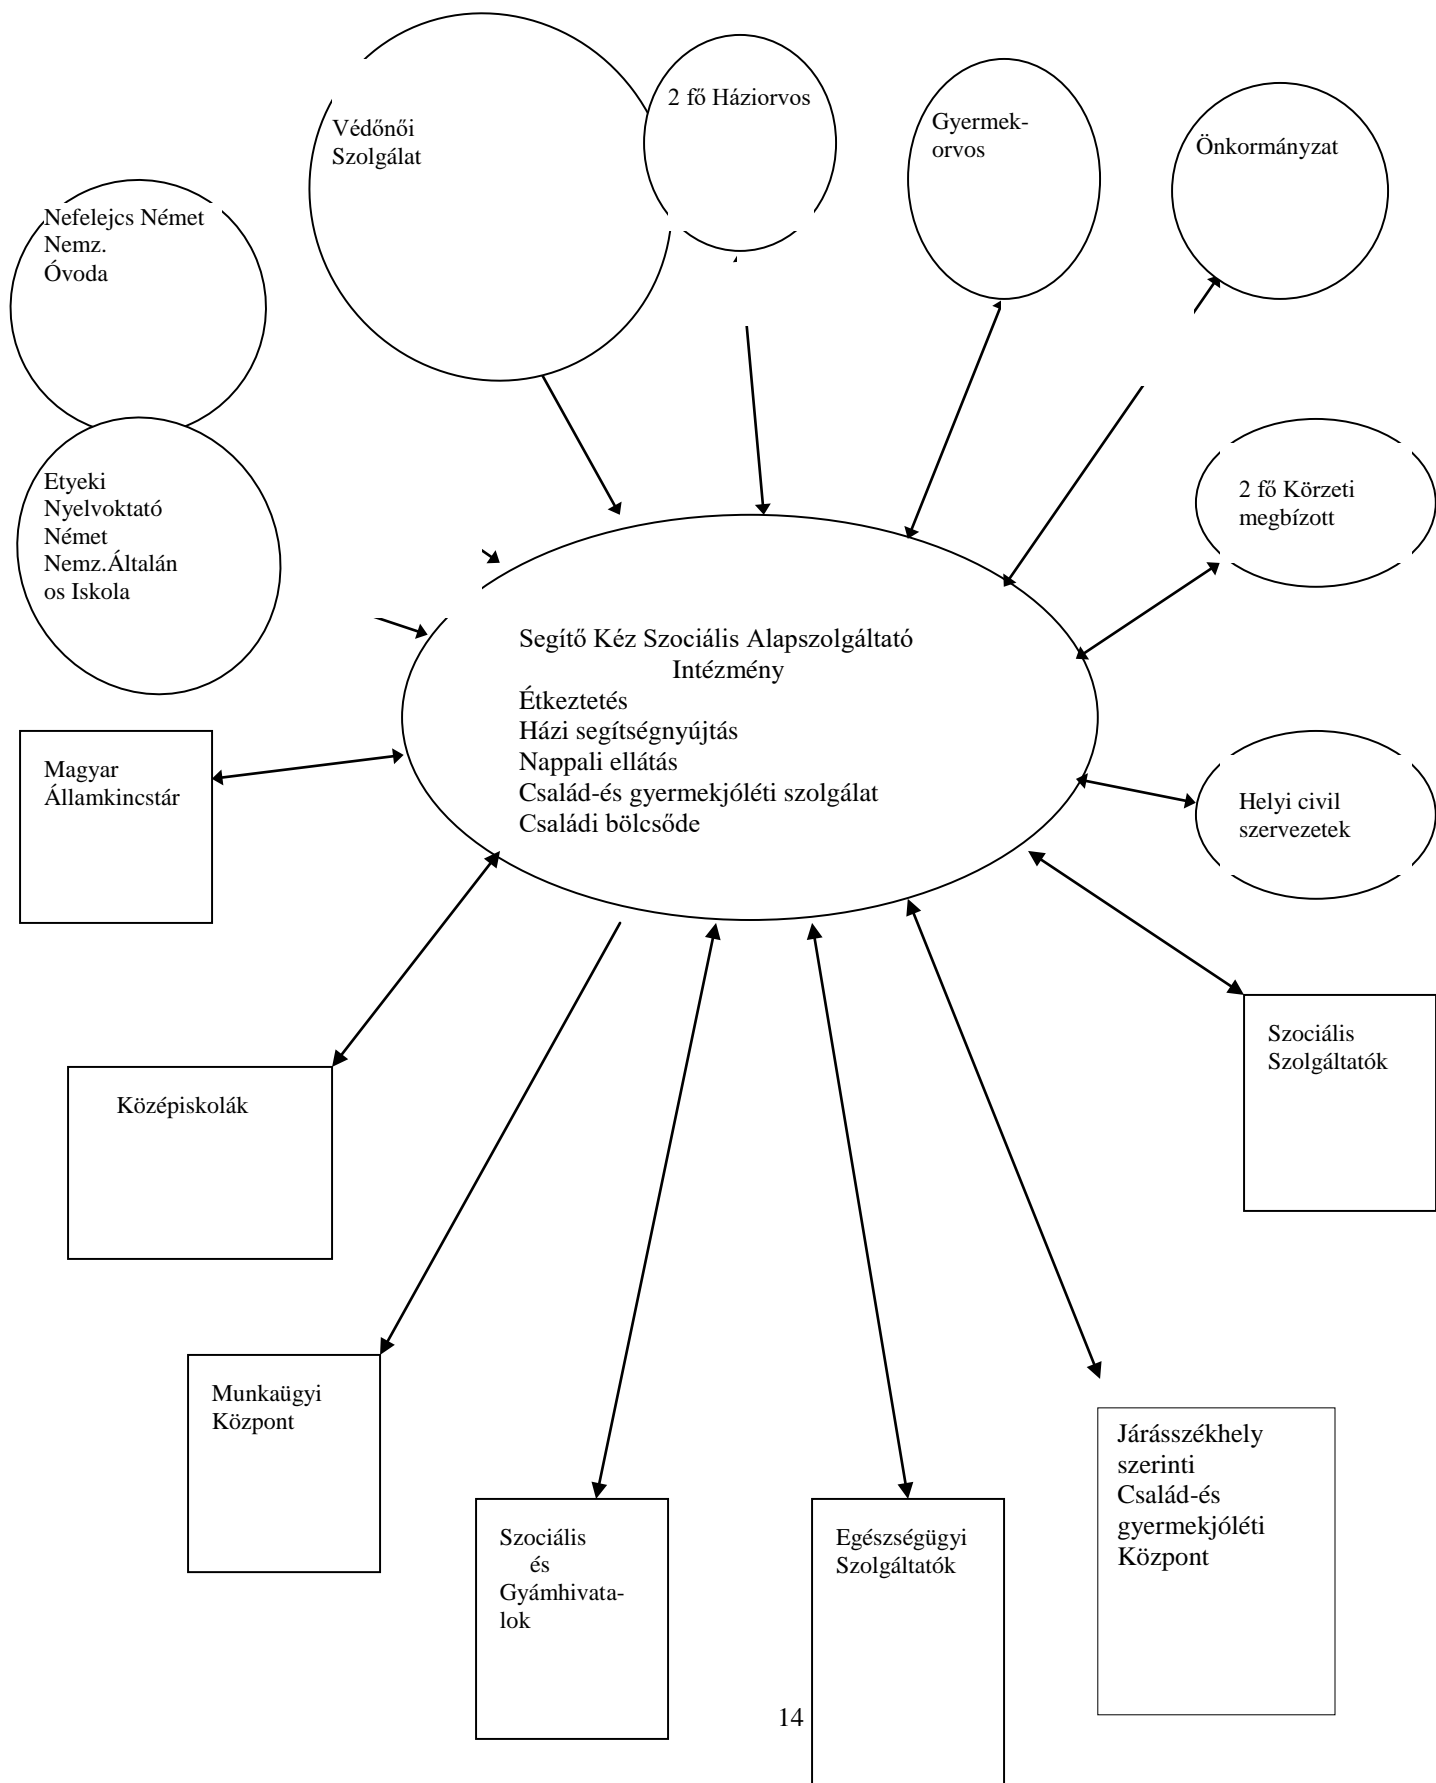 2 fő Háziorvos
Védőnői
Szolgálat
Gyermek-
orvos
Önkormányzat
Nefelejcs Német
Nemz.
Óvoda
Etyeki
Nyelvoktató
Német
Nemz.Általán
os Iskola
2 fő Körzeti
megbízott
Segítő Kéz Szociális Alapszolgáltató
Intézmény
Étkeztetés
Házi segítségnyújtás
Nappali ellátás
Család-és gyermekjóléti szolgálat
Családi bölcsőde
Magyar
Államkincstár
Helyi civil
szervezetek
Szociális
Szolgáltatók
Középiskolák
Munkaügyi
Központ
Szociális
és
Gyámhivata-
lok
Egészségügyi
Szolgáltatók
Járásszékhely
szerinti
Család-és
gyermekjóléti
Központ
14